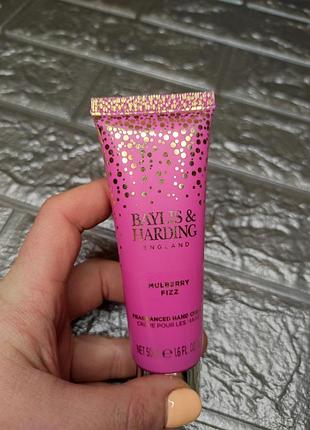 BAYLIS &
HARDING
ENGLAND
MULBERRY
FIZZ
FRAGRANCED HAND
CRÈME POUR LES
NET 50 ℮ 1.6 FL.